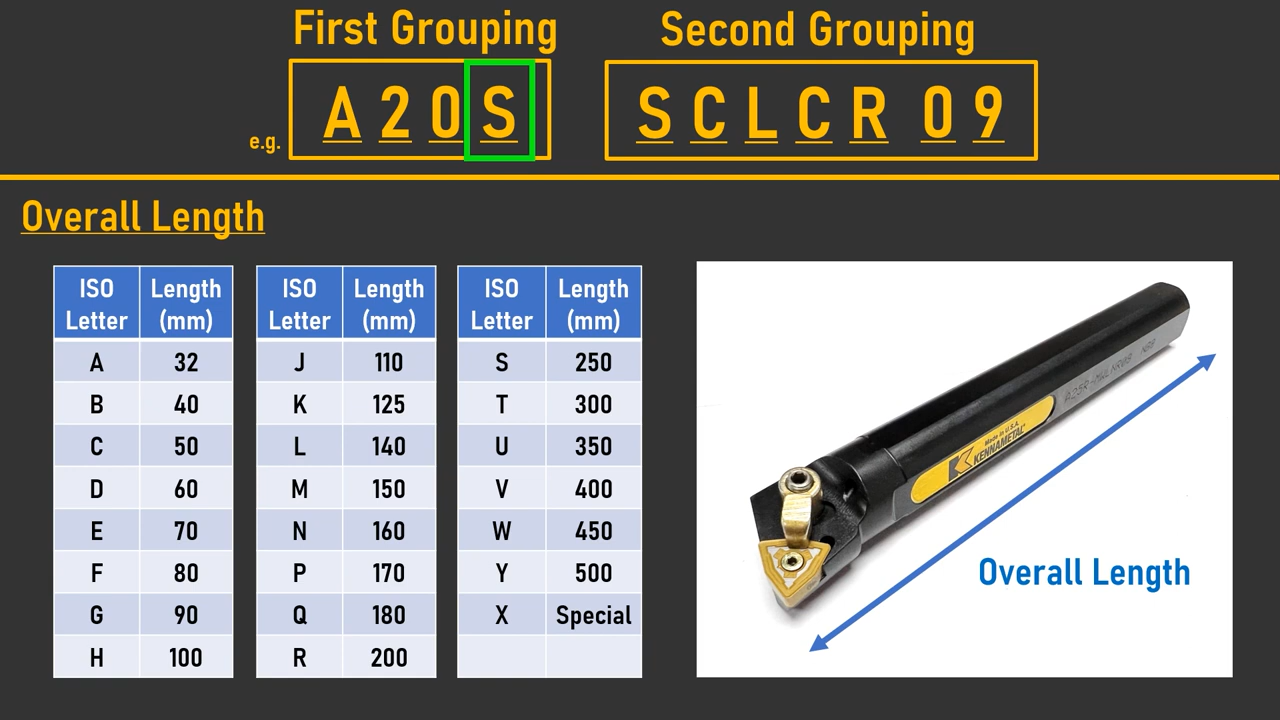 First Grouping
Second Grouping
e.g.
A 2 0 S
S C L C R 0 9
Overall Length
ISO Letter Length (mm)
A 32
B 40
C 50
D 60
E 70
F 80
G 90
H 100
ISO Letter Length (mm)
J 110
K 125
L 140
M 150
N 160
P 170
Q 180
R 200
ISO Letter Length (mm)
S 250
T 300
U 350
V 400
W 450
Y 500
X Special
Made in U.S.A.
KENNAMETAL
Overall Length